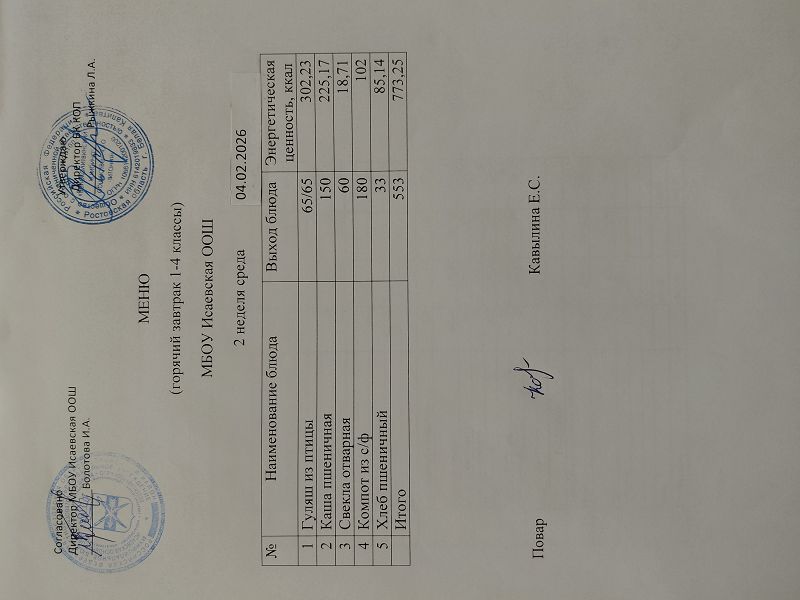 Согласовано
Директор МБОУ Исаевская ООШ
Болотова И.А.
Утверждаю
Директор БК КОЛ
Рыжкина Л.А.
МЕНЮ
(горячий завтрак 1-4 классы)
МБОУ Исаевская ООШ
2 неделя среда 04.02.2026
№ Наименование блюда Выход блюда Энергетическая ценность, ккал
1 Гуляш из птицы 65/65 302,23
2 Каша пшеничная 150 225,17
3 Свекла отварная 60 18,71
4 Компот из с/ф 180 102
5 Хлеб пшеничный 33 85,14
Итого 553 773,25
Повар Кавылина Е.С.